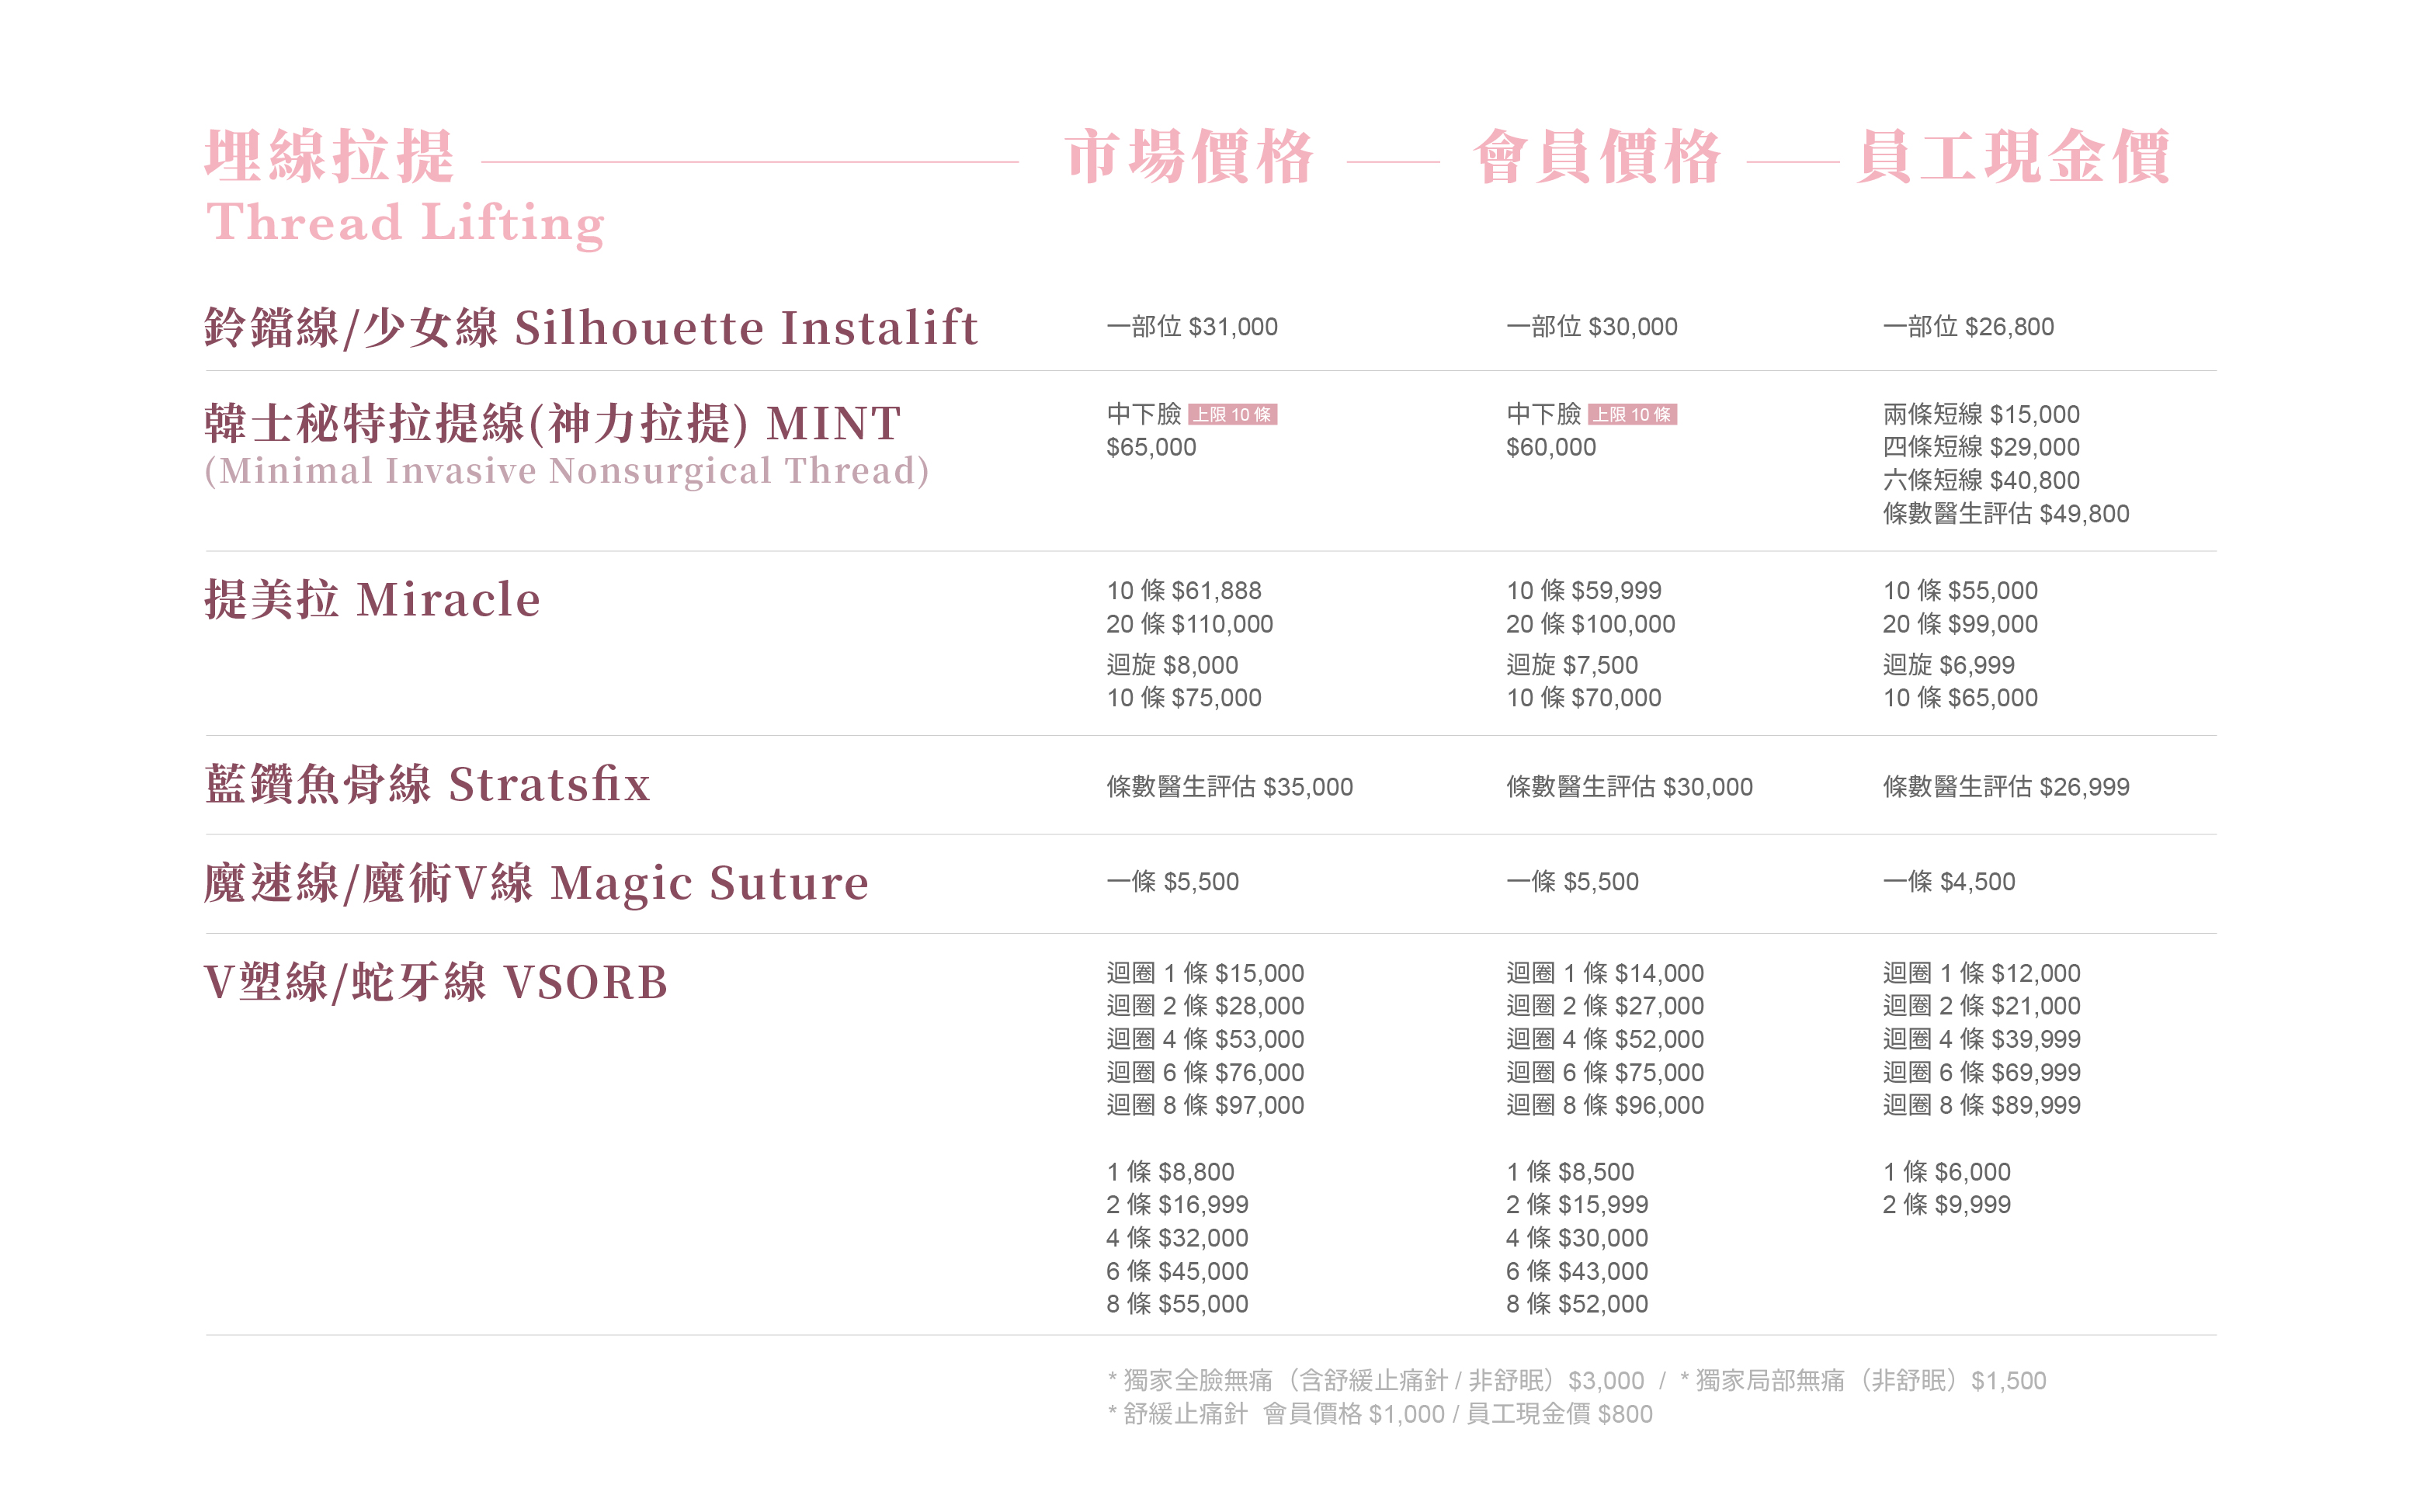 埋線拉提 市場價格 會員價格 員工現金價
Thread Lifting
鈴鐺線/少女線 Silhouette Instalift 一部位 $31,000 一部位 $30,000 一部位 $26,800
韓士秘特拉提線(神力拉提) MINT 中下臉 上限 10 條 中下臉 上限 10 條 兩條短線 $15,000
$65,000 $60,000 四條短線 $29,000
(Minimal Invasive Nonsurgical Thread) 六條短線 $40,800
條數醫生評估 $49,800
提美拉 Miracle 10 條 $61,888 10 條 $59,999 10 條 $55,000
20 條 $110,000 20 條 $100,000 20 條 $99,000
迴旋 $8,000 迴旋 $7,500 迴旋 $6,999
10 條 $75,000 10 條 $70,000 10 條 $65,000
藍鑽魚骨線 Stratsfix 條數醫生評估 $35,000 條數醫生評估 $30,000 條數醫生評估 $26,999
魔速線/魔術V線 Magic Suture 一條 $5,500 一條 $5,500 一條 $4,500
V塑線/蛇牙線 VSORB 迴圈 1 條 $15,000 迴圈 1 條 $14,000 迴圈 1 條 $12,000
迴圈 2 條 $28,000 迴圈 2 條 $27,000 迴圈 2 條 $21,000
迴圈 4 條 $53,000 迴圈 4 條 $52,000 迴圈 4 條 $39,999
迴圈 6 條 $76,000 迴圈 6 條 $75,000 迴圈 6 條 $69,999
迴圈 8 條 $97,000 迴圈 8 條 $96,000 迴圈 8 條 $89,999
1 條 $8,800 1 條 $8,500 1 條 $6,000
2 條 $16,999 2 條 $15,999 2 條 $9,999
4 條 $32,000 4 條 $30,000
6 條 $45,000 6 條 $43,000
8 條 $55,000 8 條 $52,000
* 獨家全臉無痛（含舒緩止痛針 / 非舒眠）$3,000 / * 獨家局部無痛（非舒眠）$1,500
* 舒緩止痛針 會員價格 $1,000 / 員工現金價 $800